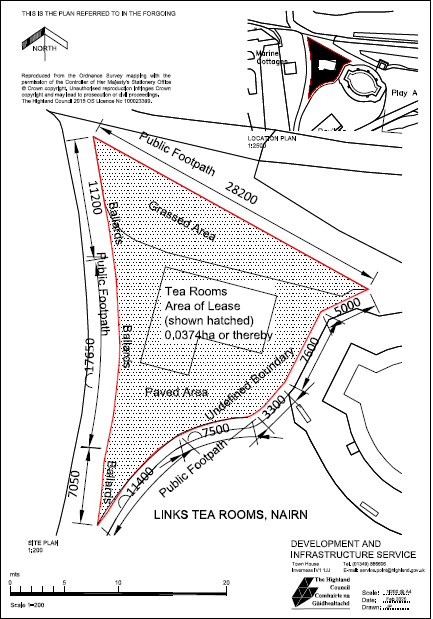 THIS IS THE PLAN REFERRED TO IN THE FORGOING
NORTH
Reproduced from the Ordnance Survey mapping with the
permission of the Controller of Her Majesty's Stationery Office
© Crown copyright. Unauthorised reproduction infringes Crown
copyright and may lead to prosecution or civil proceedings.
The Highland Council 2018 OS Licence No 100023369.
Marine
Cottages
Play A
LOCATION PLAN
1:2500
Public Footpath
28200
11200
Ballards
Grassed Area
Public Footpath
Tea Rooms
Area of Lease
(shown hatched)
0,0374ha or thereby
5000
17950
Ballards
7600
Undefined Boundary
Paved Area
3300
7500
7050
Ballards
11400
Public Footpath
LINKS TEA ROOMS, NAIRN
SITE PLAN
1:200
DEVELOPMENT AND
INFRASTRUCTURE SERVICE
Town House
Inverness IV1 1JJ
mts
0 5 10 20
Scale 1=200
The Highland
Council
Comhairle na
Gàidhealtachd
Scale:
Date:
Drawn: